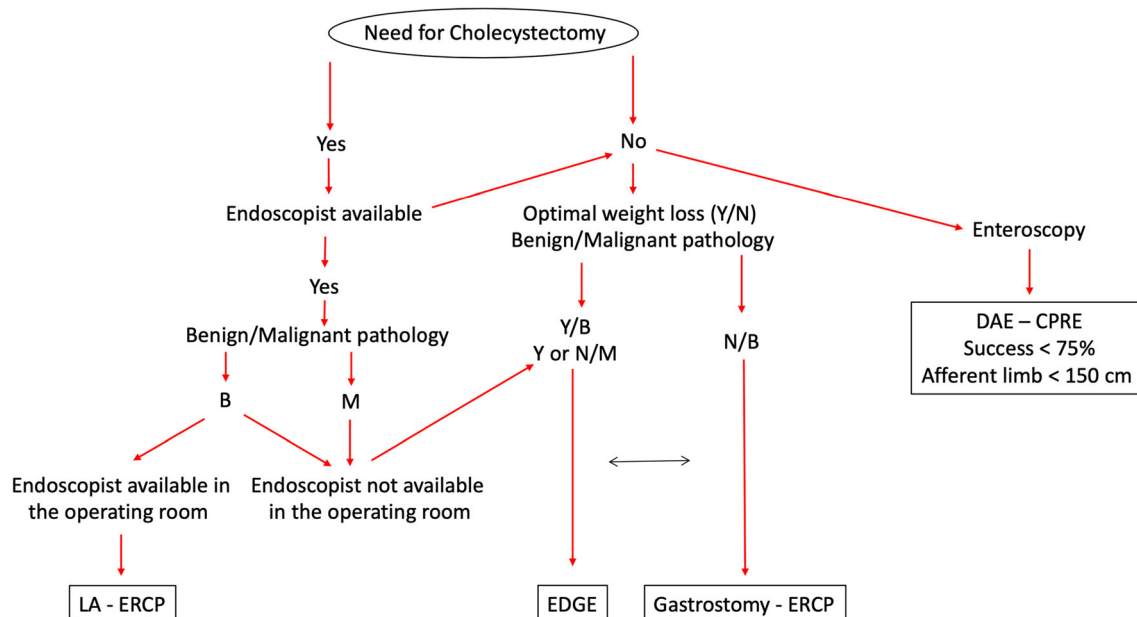 Need for Cholecystectomy
Yes
No
Endoscopist available
Optimal weight loss (Y/N)
Benign/Malignant pathology
Enteroscopy
Yes
Benign/Malignant pathology
Y/B
Y or N/M
N/B
DAE – CPRE
Success < 75%
Afferent limb < 150 cm
B
M
Endoscopist available in
the operating room
Endoscopist not available
in the operating room
LA - ERCP
EDGE
Gastrostomy - ERCP